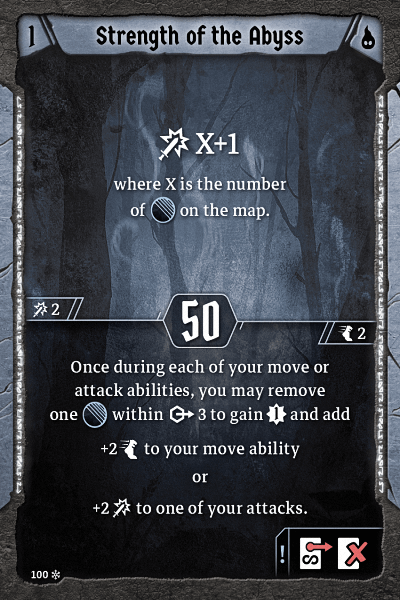 1 Strength of the Abyss
X+1
where X is the number
of on the map.
2
50
2
Once during each of your move or
attack abilities, you may remove
one within 3 to gain and add
+2 to your move ability
or
+2 to one of your attacks.
!
100